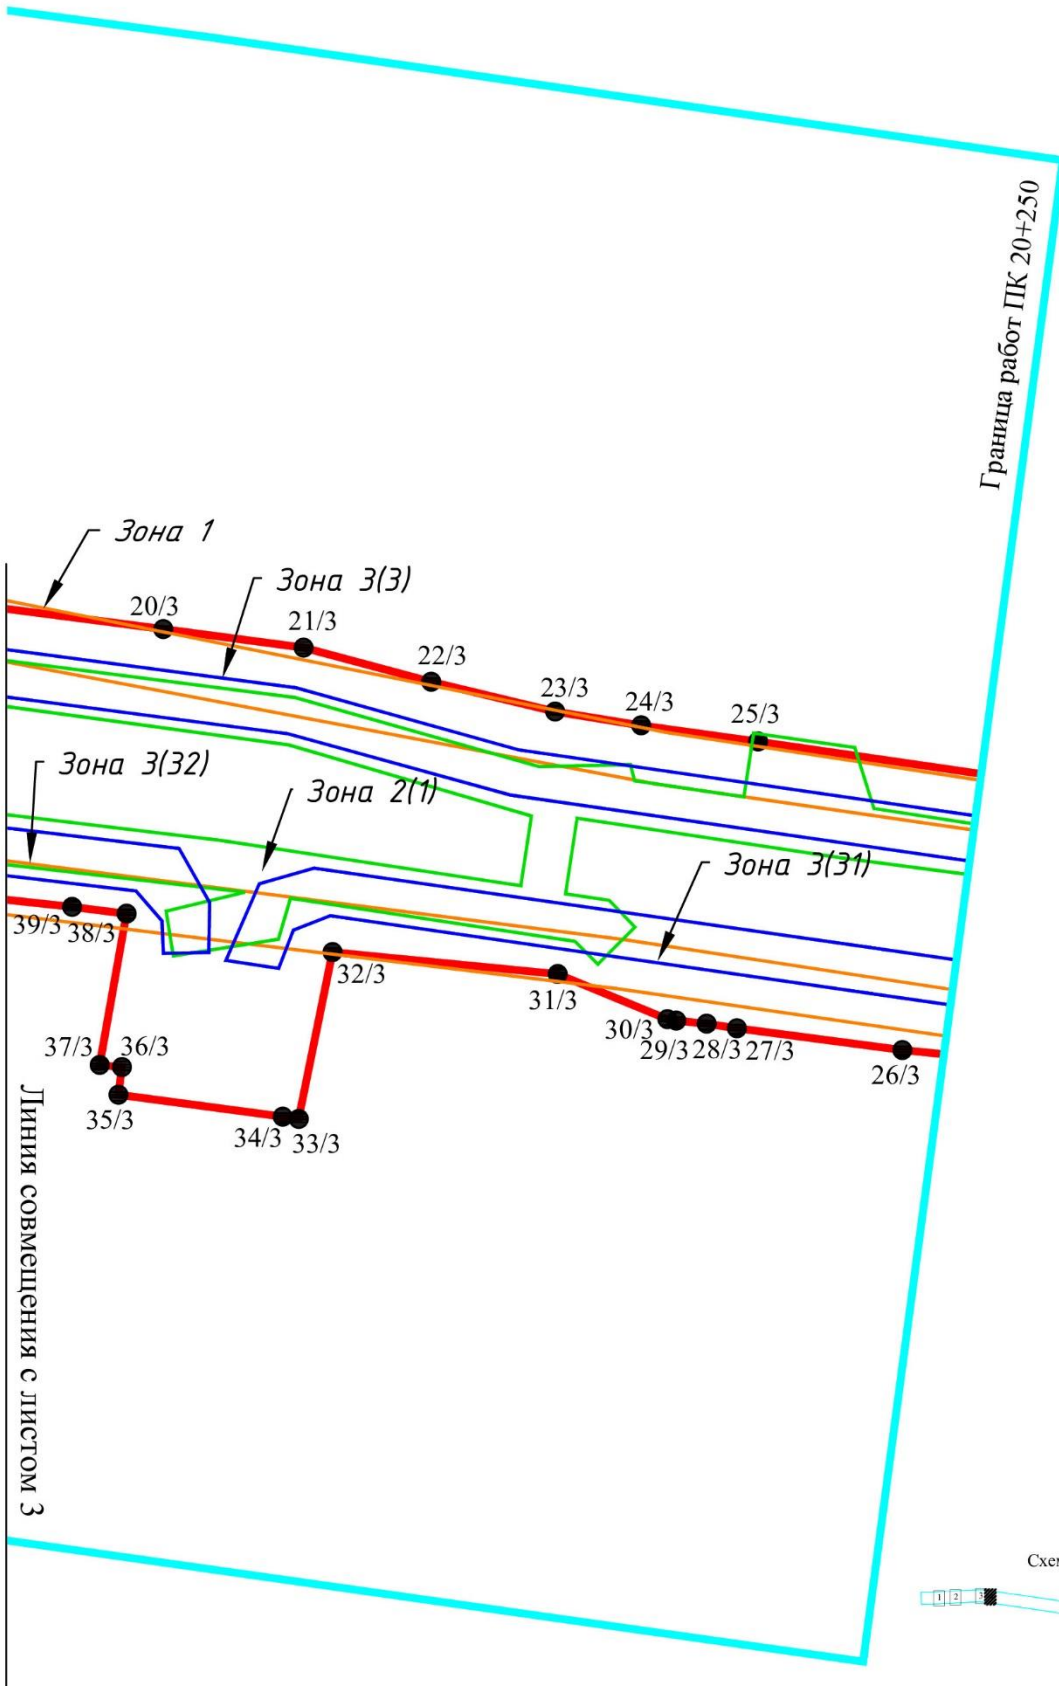 Граница работ ПК 20+250
Зона 1
Зона 3(3)
20/3
21/3
22/3
23/3
24/3
25/3
Зона 3(32)
Зона 2(1)
Зона 3(31)
39/3
38/3
32/3
31/3
30/3
29/3
28/3
27/3
26/3
37/3
36/3
35/3
34/3
33/3
Линия совмещения с листом 3
Схе
1
2
3